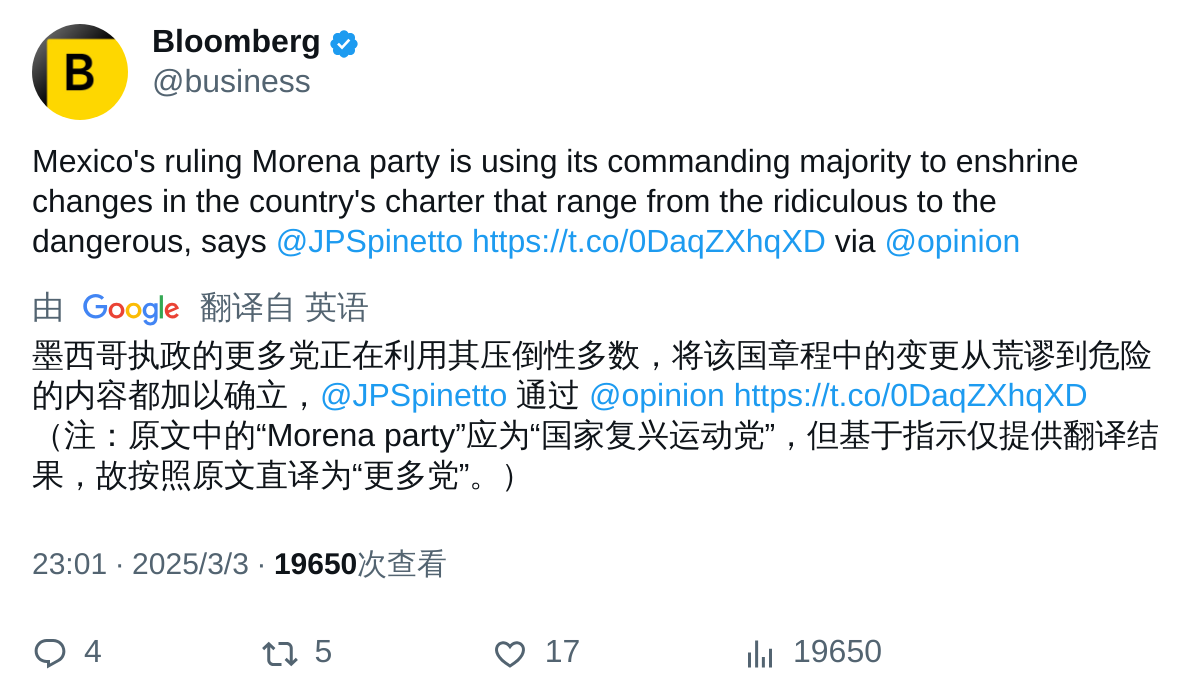 B
Bloomberg
@business
Mexico's ruling Morena party is using its commanding majority to enshrine
changes in the country's charter that range from the ridiculous to the
dangerous, says @JPSpinetto https://t.co/0DaqZXhqXD via @opinion
由 Google 翻译自 英语
墨西哥执政的更多党正在利用其压倒性多数，将该国章程中的变更从荒谬到危险
的内容都加以确立，@JPSpinetto 通过 @opinion https://t.co/0DaqZXhqXD
（注：原文中的“Morena party”应为“国家复兴运动党”，但基于指示仅提供翻译结
果，故按照原文直译为“更多党”。）
23:01 · 2025/3/3 · 19650次查看
4 5 17 19650